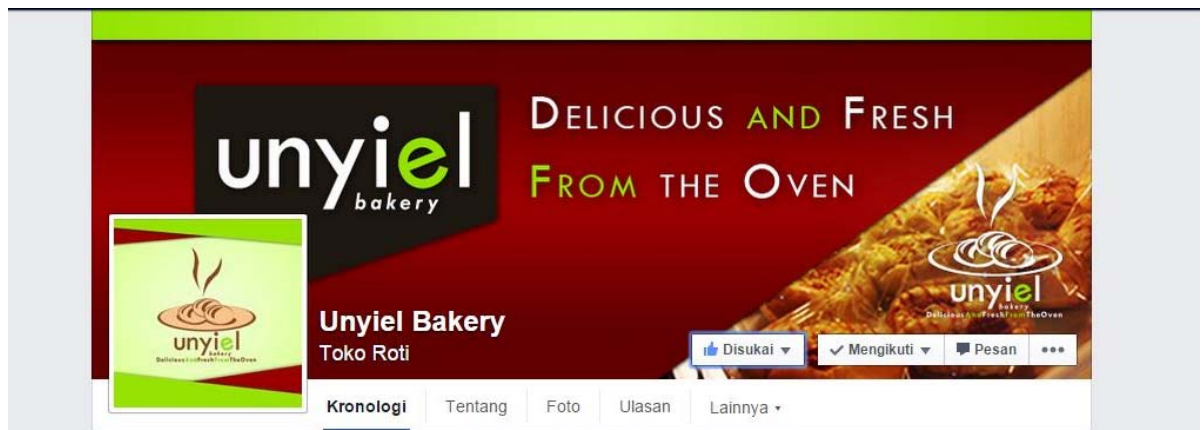 unyiel
bakery
DELICIOUS AND FRESH
FROM THE OVEN
unyiel
bakery
DeliciousAndFreshFromTheOven
unyiel
bakery
DeliciousAndFreshFromTheOven
Unyiel Bakery
Toko Roti
Disukai
Mengikuti
Pesan
Kronologi Tentang Foto Ulasan Lainnya